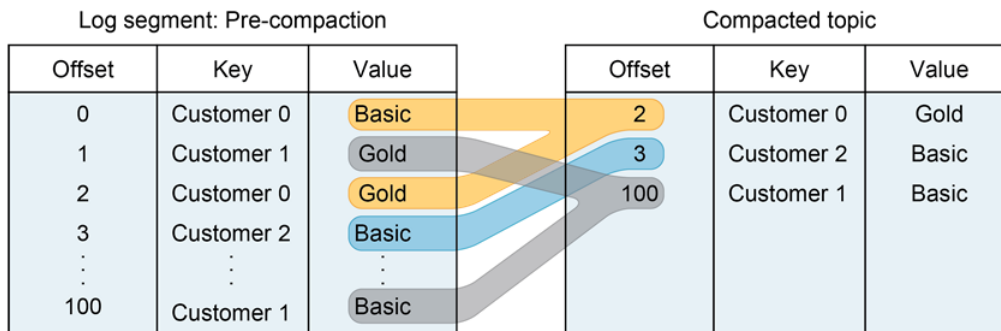 Log segment: Pre-compaction
Offset Key Value
0 Customer 0 Basic
1 Customer 1 Gold
2 Customer 0 Gold
3 Customer 2 Basic
⋮ ⋮ ⋮
100 Customer 1 Basic
Compacted topic
Offset Key Value
2 Customer 0 Gold
3 Customer 2 Basic
100 Customer 1 Basic